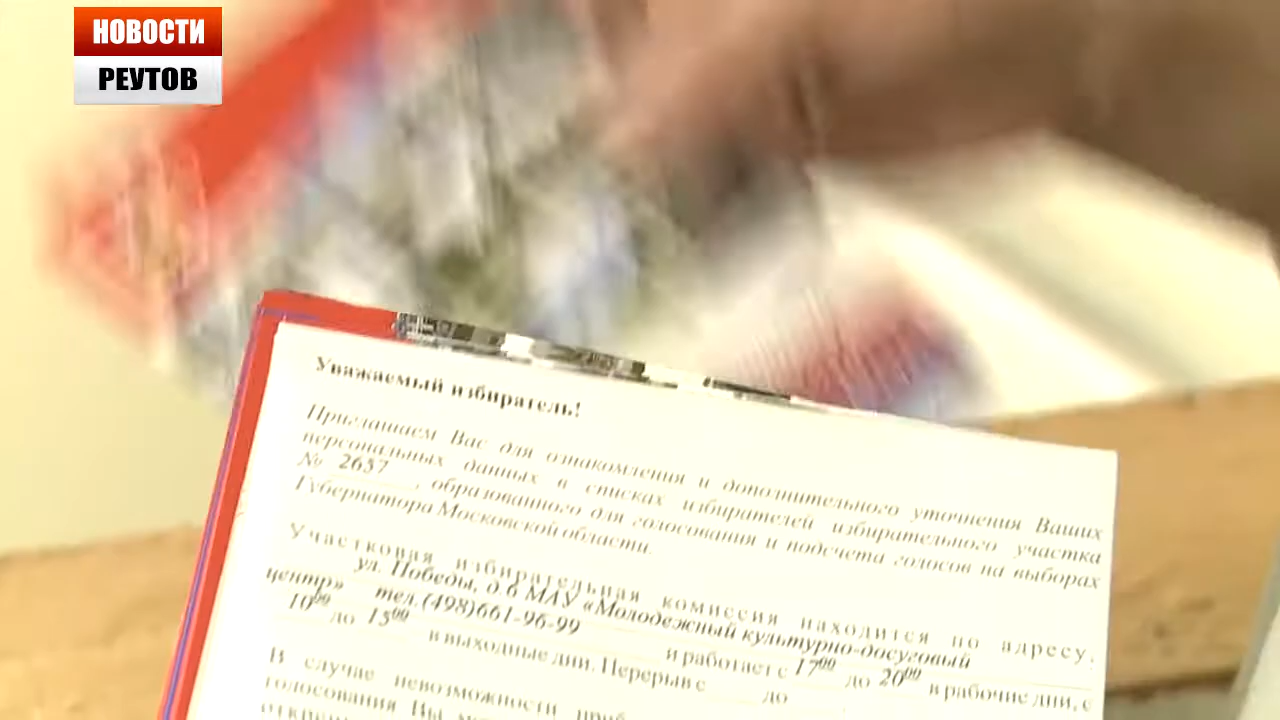 НОВОСТИ
РЕУТОВ
Уважаемый избиратель!
Приглашаем Вас для ознакомления и дополнительного уточнения Ваших
персональных данных в списках избирателей избирательного участка
№ 2657, образованного для голосования и подсчета голосов на выборах
Губернатора Московской области.
Участковая избирательная комиссия находится по адресу:
ул. Победы, д.6 МАУ «Молодежный культурно-досуговый
центр» тел.(498)661-96-99 и работает с 17⁰⁰ до 20⁰⁰ в рабочие дни, с
10⁰⁰ до 15⁰⁰ в выходные дни. Перерыв с до
В случае невозможности
голосования Вы